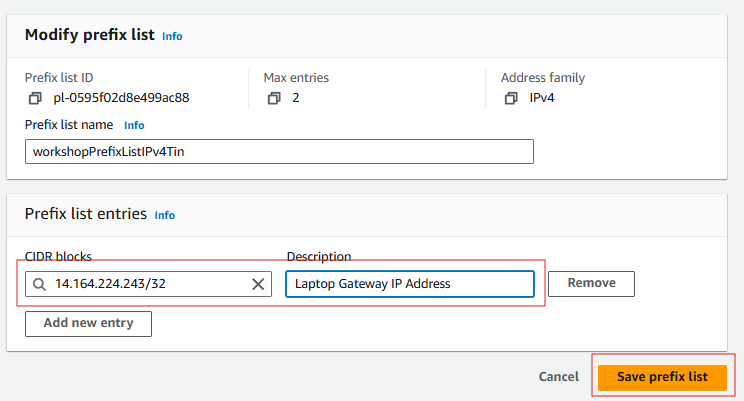 Modify prefix list Info
Prefix list ID
pl-0595f02d8e499ac88
Max entries
2
Address family
IPv4
Prefix list name Info
workshopPrefixListIPv4Tin
Prefix list entries Info
CIDR blocks
Description
14.164.224.243/32
Laptop Gateway IP Address
Remove
Add new entry
Cancel
Save prefix list